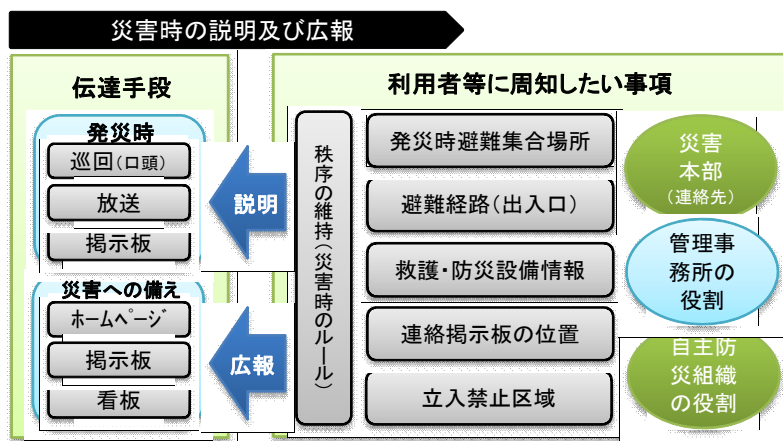 災害時の説明及び広報
伝達手段
発災時
巡回(口頭)
放送
掲示板
災害への備え
ﾎｰﾑﾍﾟｰｼﾞ
掲示板
看板
説明
広報
利用者等に周知したい事項
秩序の維持(災害時のルール)
発災時避難集合場所
避難経路(出入口)
救護・防災設備情報
連絡掲示板の位置
立入禁止区域
災害
本部
(連絡先)
管理事
務所の
役割
自主防
災組織
の役割